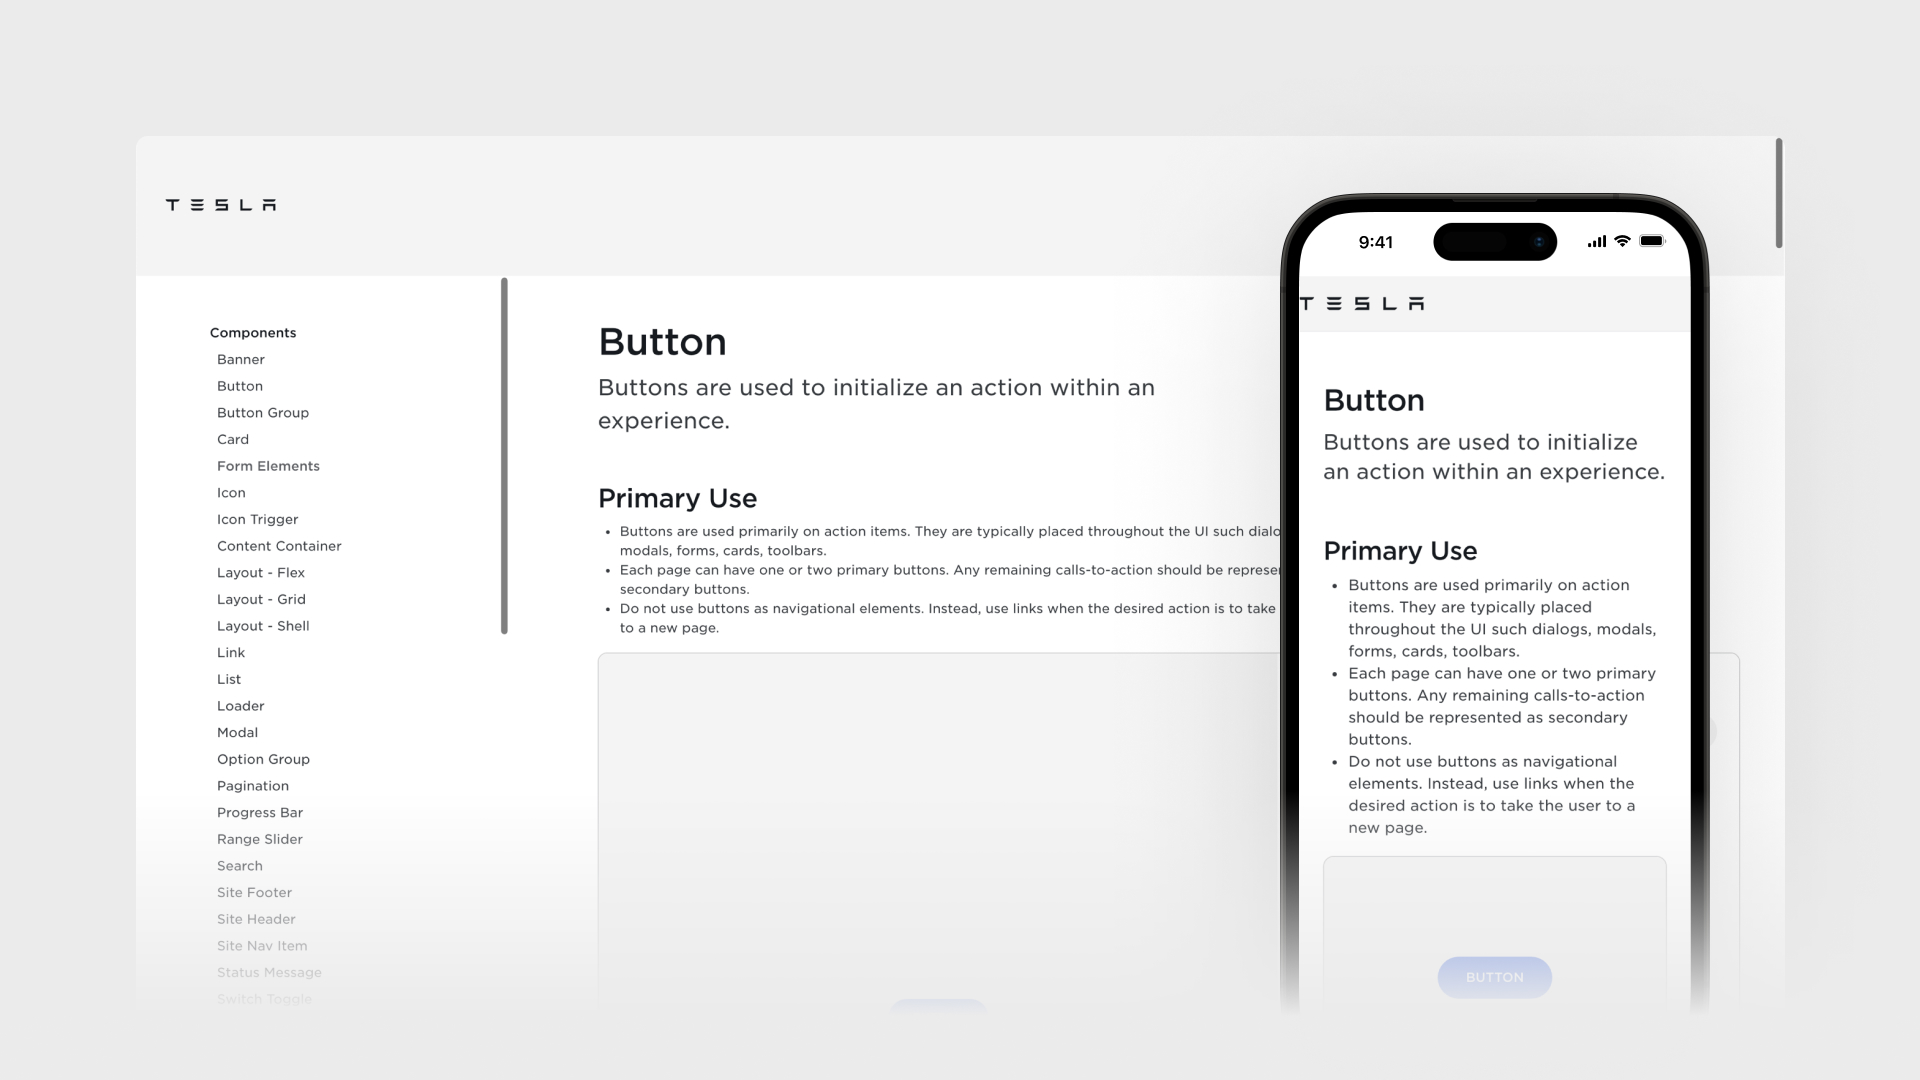 TESLA
Components
Banner
Button
Button Group
Card
Form Elements
Icon
Icon Trigger
Content Container
Layout - Flex
Layout - Grid
Layout - Shell
Link
List
Loader
Modal
Option Group
Pagination
Progress Bar
Range Slider
Search
Site Footer
Site Header
Site Nav Item
Status Message
Switch Toggle
Button
Buttons are used to initialize an action within an
experience.
Primary Use
• Buttons are used primarily on action items. They are typically placed throughout the UI such
modals, forms, cards, toolbars.
• Each page can have one or two primary buttons. Any remaining calls-to-action should be
secondary buttons.
• Do not use buttons as navigational elements. Instead, use links when the desired action is to take
to a new page.
9:41
TESLA
Button
Buttons are used to initialize
an action within an experience.
Primary Use
• Buttons are used primarily on action
items. They are typically placed
throughout the UI such dialogs, modals,
forms, cards, toolbars.
• Each page can have one or two primary
buttons. Any remaining calls-to-action
should be represented as secondary
buttons.
• Do not use buttons as navigational
elements. Instead, use links when the
desired action is to take the user to a
new page.
BUTTON